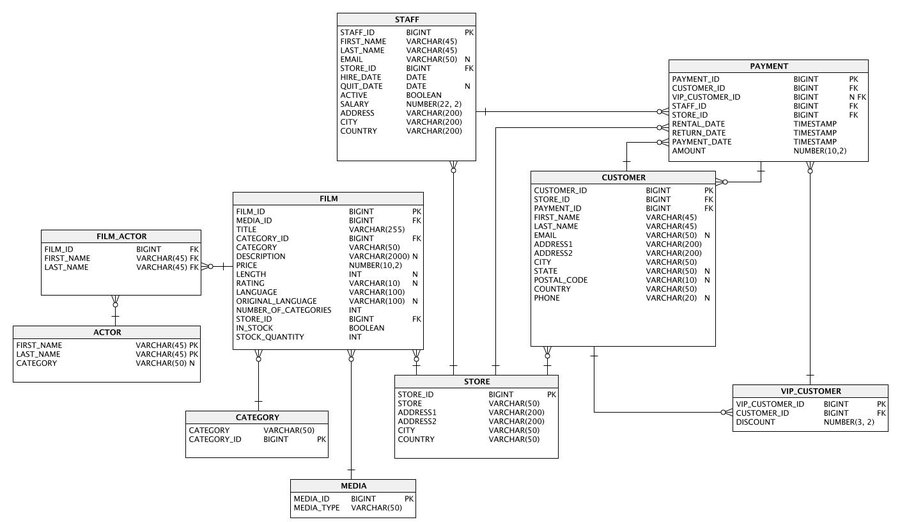 STAFF
STAFF_ID BIGINT PK
FIRST_NAME VARCHAR(45)
LAST_NAME VARCHAR(45)
EMAIL VARCHAR(50) N
STORE_ID BIGINT FK
HIRE_DATE DATE
QUIT_DATE DATE N
ACTIVE BOOLEAN
SALARY NUMBER(22, 2)
ADDRESS VARCHAR(200)
CITY VARCHAR(200)
COUNTRY VARCHAR(200)
PAYMENT
PAYMENT_ID BIGINT PK
CUSTOMER_ID BIGINT FK
VIP_CUSTOMER_ID BIGINT N FK
STAFF_ID BIGINT FK
STORE_ID BIGINT FK
RENTAL_DATE TIMESTAMP
RETURN_DATE TIMESTAMP
PAYMENT_DATE TIMESTAMP
AMOUNT NUMBER(10,2)
CUSTOMER
CUSTOMER_ID BIGINT PK
STORE_ID BIGINT FK
PAYMENT_ID BIGINT FK
FIRST_NAME VARCHAR(45)
LAST_NAME VARCHAR(45)
EMAIL VARCHAR(50) N
ADDRESS1 VARCHAR(200)
ADDRESS2 VARCHAR(200)
CITY VARCHAR(50)
STATE VARCHAR(50) N
POSTAL_CODE VARCHAR(10) N
COUNTRY VARCHAR(50)
PHONE VARCHAR(20) N
FILM
FILM_ID BIGINT PK
MEDIA_ID BIGINT FK
TITLE VARCHAR(255)
CATEGORY_ID BIGINT FK
CATEGORY VARCHAR(50)
DESCRIPTION VARCHAR(2000) N
PRICE NUMBER(10,2)
LENGTH INT N
RATING VARCHAR(10) N
LANGUAGE VARCHAR(100)
ORIGINAL_LANGUAGE VARCHAR(100) N
NUMBER_OF_CATEGORIES INT
STORE_ID BIGINT FK
IN_STOCK BOOLEAN
STOCK_QUANTITY INT
FILM_ACTOR
FILM_ID BIGINT FK
FIRST_NAME VARCHAR(45) FK
LAST_NAME VARCHAR(45) FK
ACTOR
FIRST_NAME VARCHAR(45) PK
LAST_NAME VARCHAR(45) PK
CATEGORY VARCHAR(50) N
STORE
STORE_ID BIGINT PK
STORE VARCHAR(50)
ADDRESS1 VARCHAR(200)
ADDRESS2 VARCHAR(200)
CITY VARCHAR(50)
COUNTRY VARCHAR(50)
VIP_CUSTOMER
VIP_CUSTOMER_ID BIGINT PK
CUSTOMER_ID BIGINT FK
DISCOUNT NUMBER(3, 2)
CATEGORY
CATEGORY VARCHAR(50)
CATEGORY_ID BIGINT PK
MEDIA
MEDIA_ID BIGINT PK
MEDIA_TYPE VARCHAR(50)